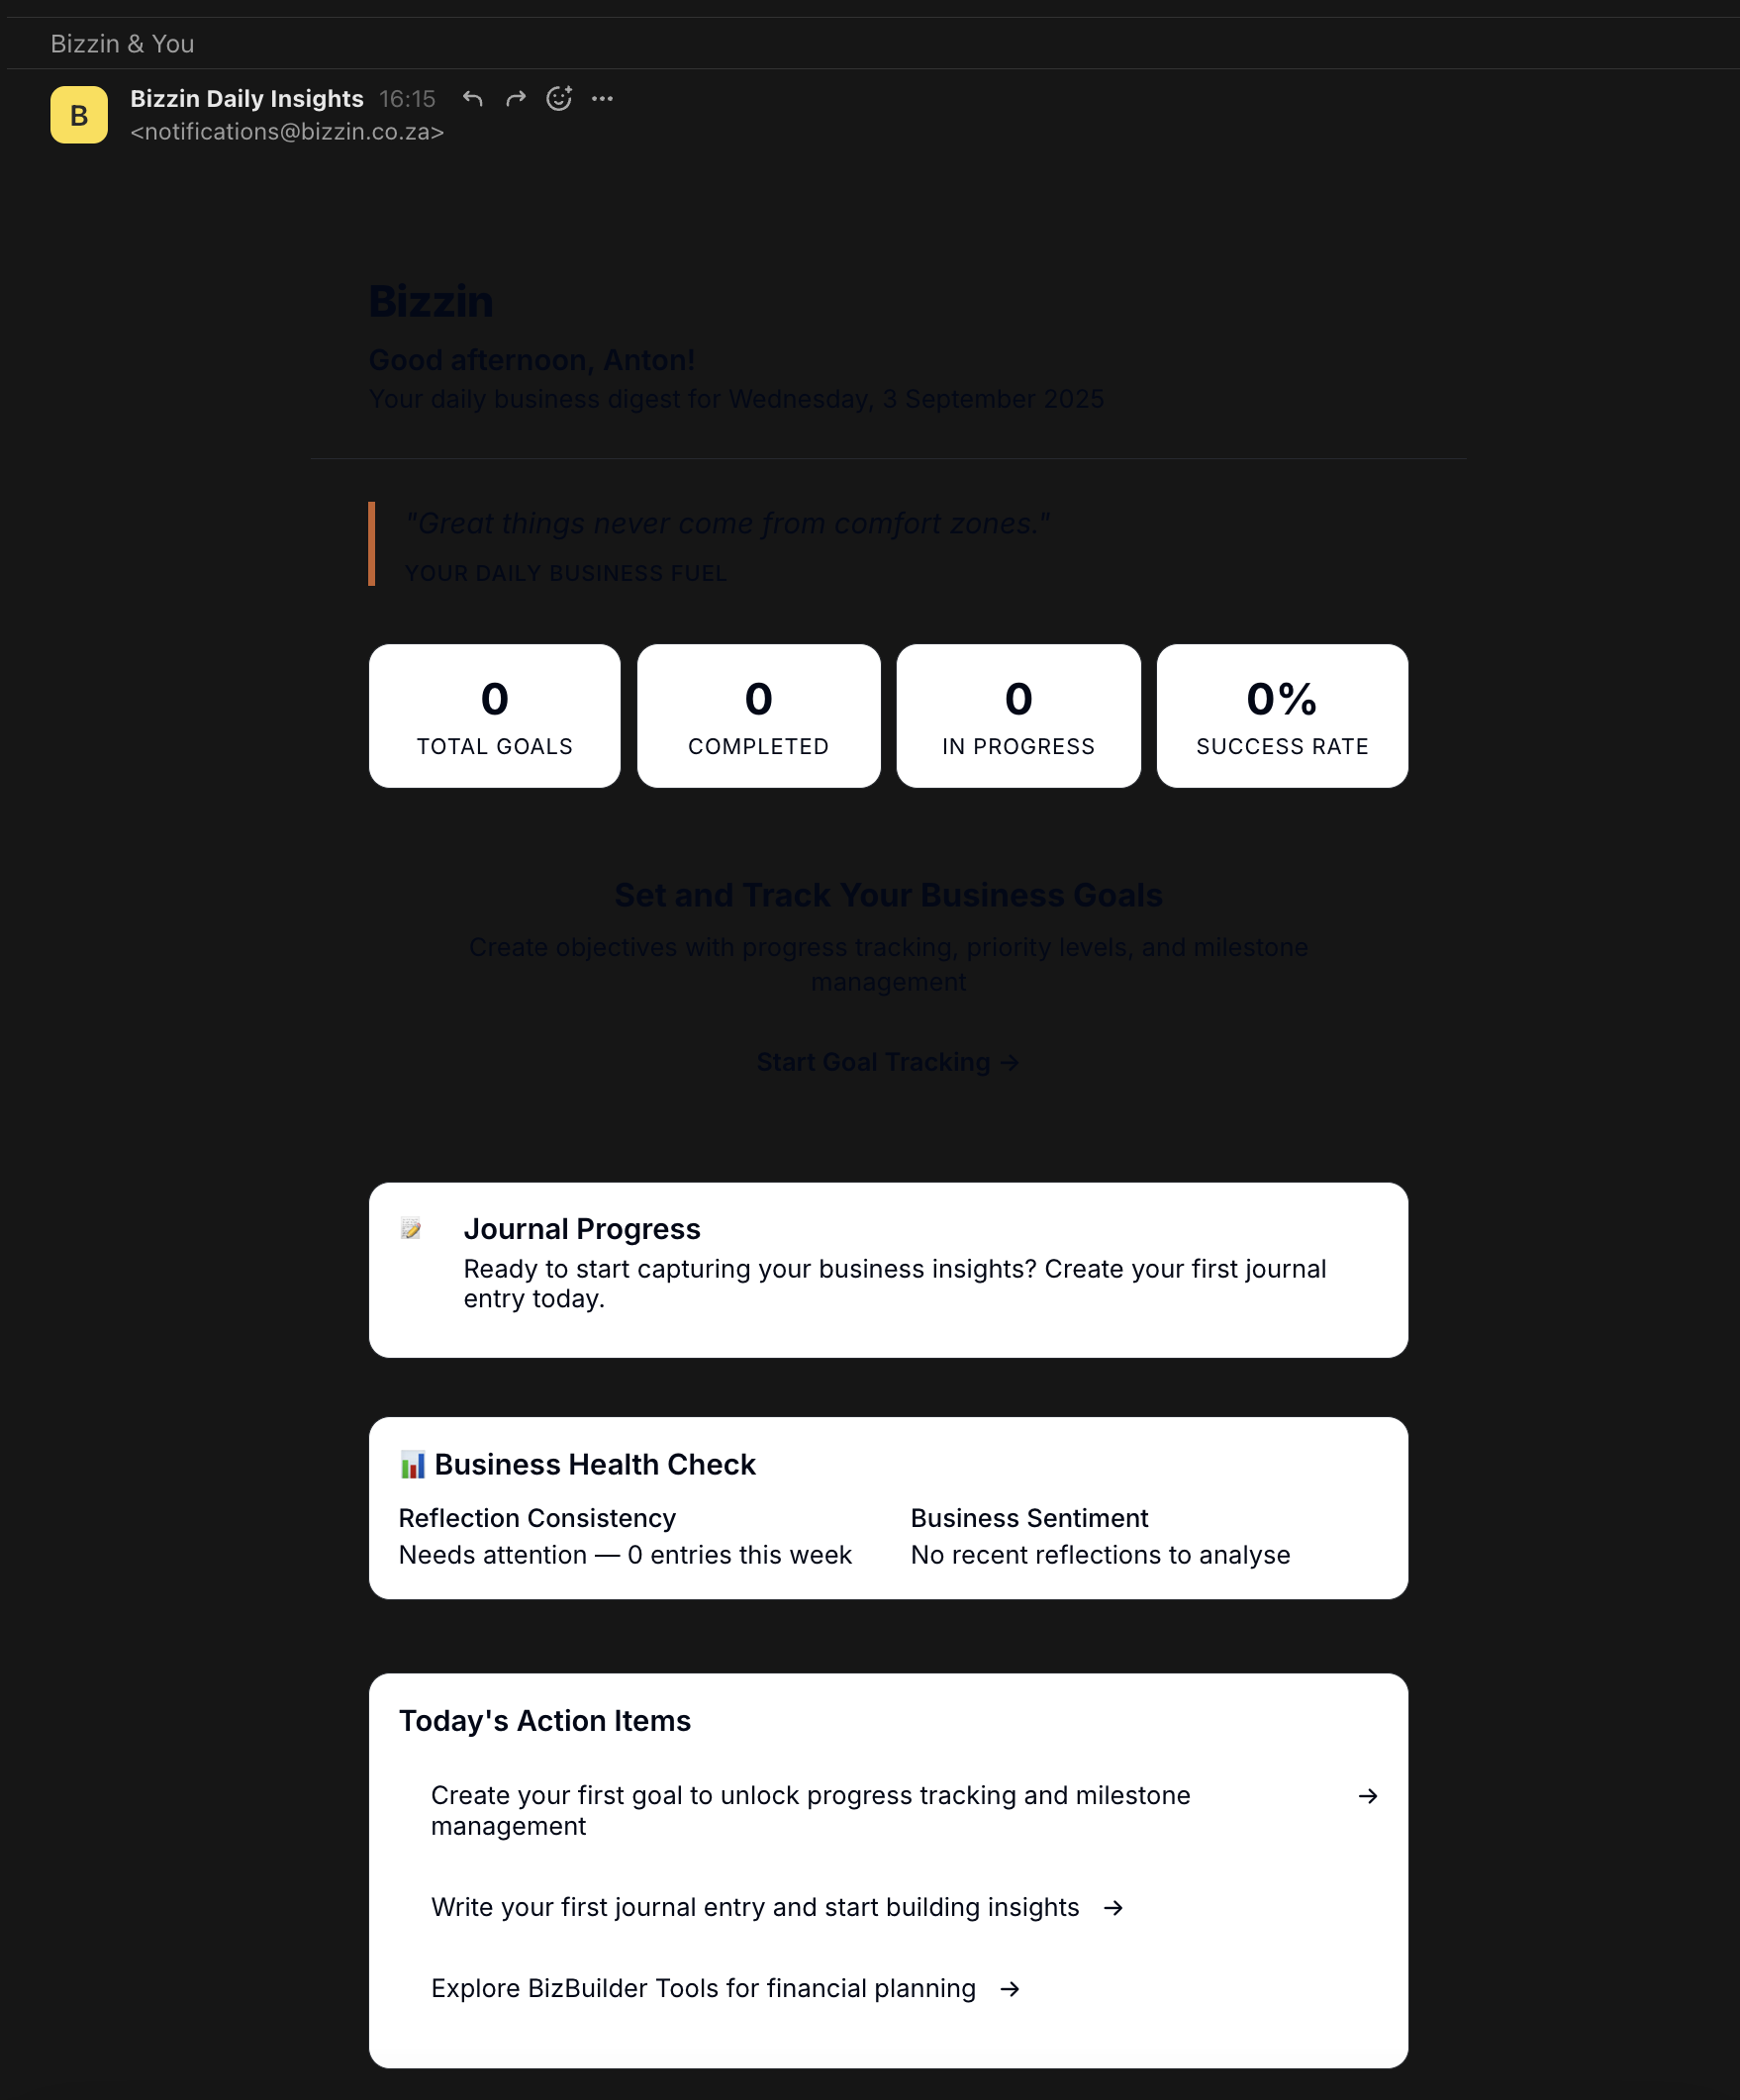 Bizzin & You
B
Bizzin Daily Insights 16:15
<notifications@bizzin.co.za>
Bizzin
Good afternoon, Anton!
Your daily business digest for Wednesday, 3 September 2025
"Great things never come from comfort zones."
YOUR DAILY BUSINESS FUEL
0
TOTAL GOALS
0
COMPLETED
0
IN PROGRESS
0%
SUCCESS RATE
Set and Track Your Business Goals
Create objectives with progress tracking, priority levels, and milestone
management
Start Goal Tracking →
Journal Progress
Ready to start capturing your business insights? Create your first journal
entry today.
Business Health Check
Reflection Consistency
Needs attention — 0 entries this week
Business Sentiment
No recent reflections to analyse
Today's Action Items
Create your first goal to unlock progress tracking and milestone →
management
Write your first journal entry and start building insights →
Explore BizBuilder Tools for financial planning →